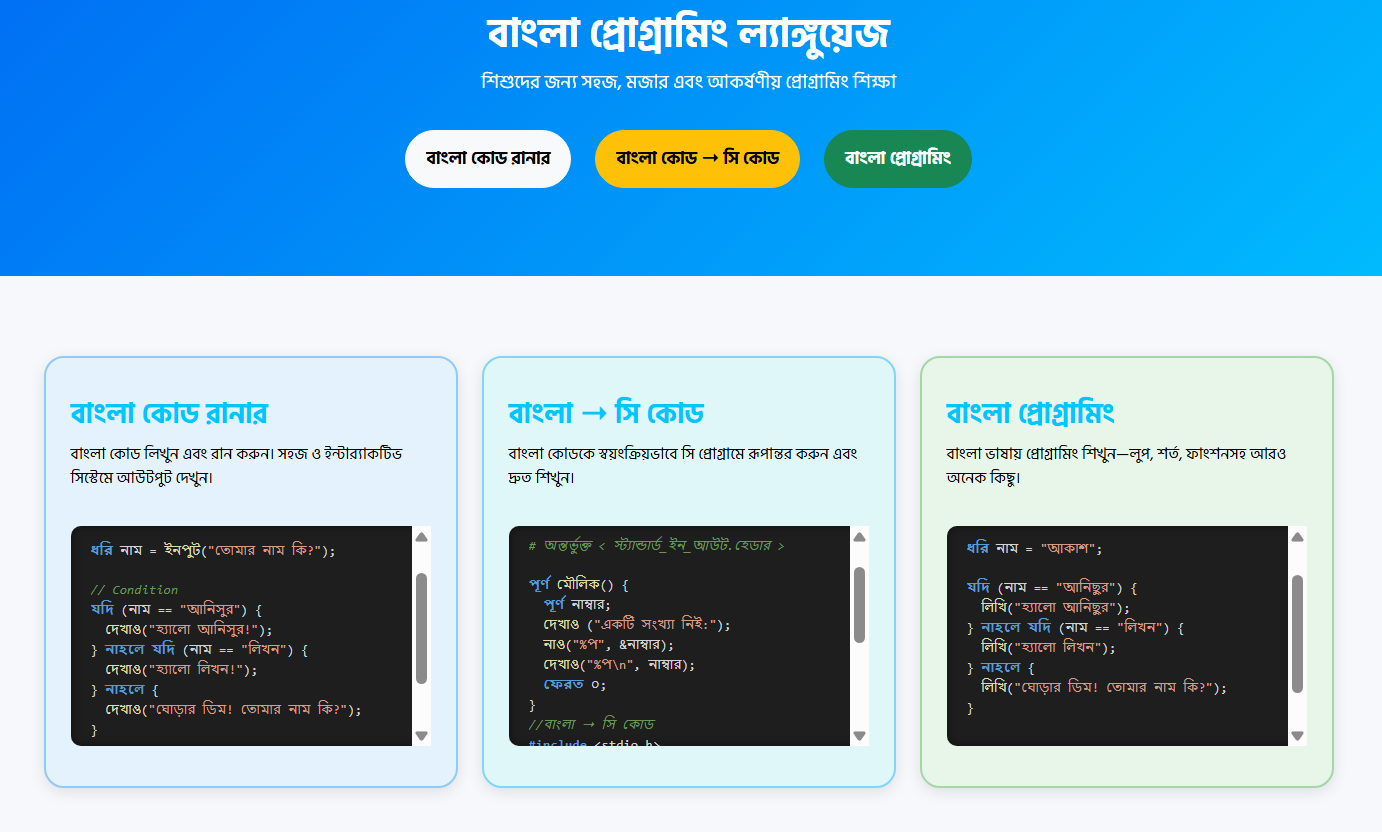 বাংলা প্রোগ্রামিং ল্যাঙ্গুয়েজ
শিশুদের জন্য সহজ, মজার এবং আকর্ষণীয় প্রোগ্রামিং শিক্ষা
বাংলা কোড রানার
বাংলা কোড → সি কোড
বাংলা প্রোগ্রামিং
বাংলা কোড রানার
বাংলা কোড লিখুন এবং রান করুন। সহজ ও ইন্টার‍্যাকটিভ
সিস্টেমে আউটপুট দেখুন।
ধরি নাম = ইনপুট("তোমার নাম কি?");
// Condition
যদি (নাম == "আনিসুর") {
দেখাও("হ্যালো আনিসুর!");
} নাহলে যদি (নাম == "লিখন") {
দেখাও("হ্যালো লিখন!");
} নাহলে {
দেখাও("ঘোড়ার ডিম! তোমার নাম কি?");
}
বাংলা → সি কোড
বাংলা কোডকে স্বয়ংক্রিয়ভাবে সি প্রোগ্রামে রূপান্তর করুন এবং
দ্রুত শিখুন।
# অন্তর্ভুক্ত < স্ট্যান্ডার্ড_ইন_আউট.হেডার >
পূর্ণ মৌলিক() {
পূর্ণ নাম্বার;
দেখাও ("একটি সংখ্যা নিই:");
নাও("%প", &নাম্বার);
দেখাও("%প\n", নাম্বার);
ফেরত ০;
}
//বাংলা → সি কোড
#include <stdio.h>
বাংলা প্রোগ্রামিং
বাংলা ভাষায় প্রোগ্রামিং শিখুন—লুপ, শর্ত, ফাংশনসহ আরও
অনেক কিছু।
ধরি নাম = "আকাশ";
যদি (নাম == "আনিছুর") {
লিখি("হ্যালো আনিছুর");
} নাহলে যদি (নাম == "লিখন") {
লিখি("হ্যালো লিখন");
} নাহলে {
লিখি("ঘোড়ার ডিম! তোমার নাম কি?");
}